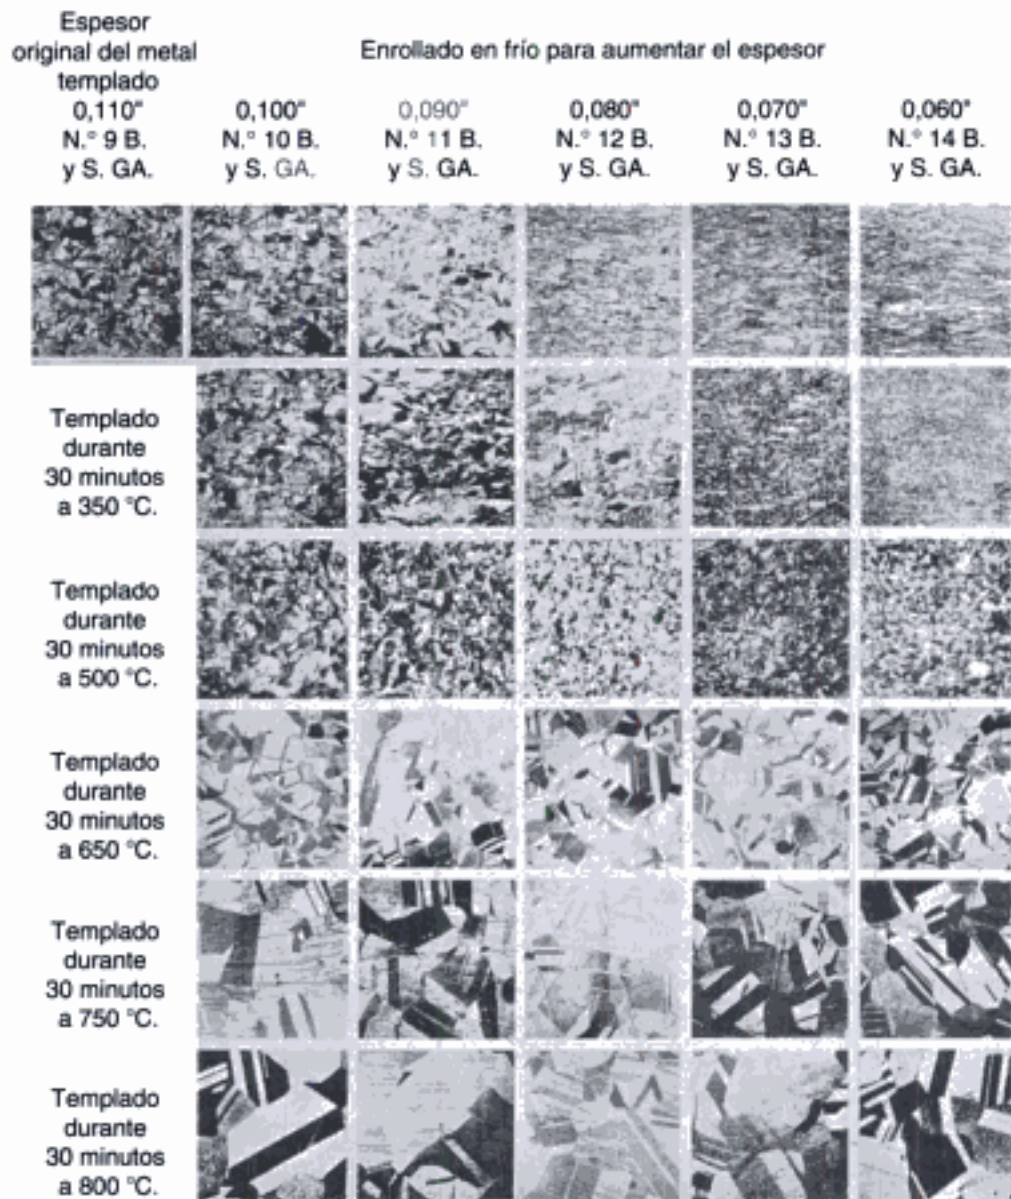 Espesor
original del metal
templado
Enrollado en frío para aumentar el espesor
0,110"
N.° 9 B.
y S. GA.
0,100"
N.° 10 B.
y S. GA.
0,090"
N.° 11 B.
y S. GA.
0,080"
N.° 12 B.
y S. GA.
0,070"
N.° 13 B.
y S. GA.
0,060"
N.° 14 B.
y S. GA.
Templado
durante
30 minutos
a 350 °C.
Templado
durante
30 minutos
a 500 °C.
Templado
durante
30 minutos
a 650 °C.
Templado
durante
30 minutos
a 750 °C.
Templado
durante
30 minutos
a 800 °C.